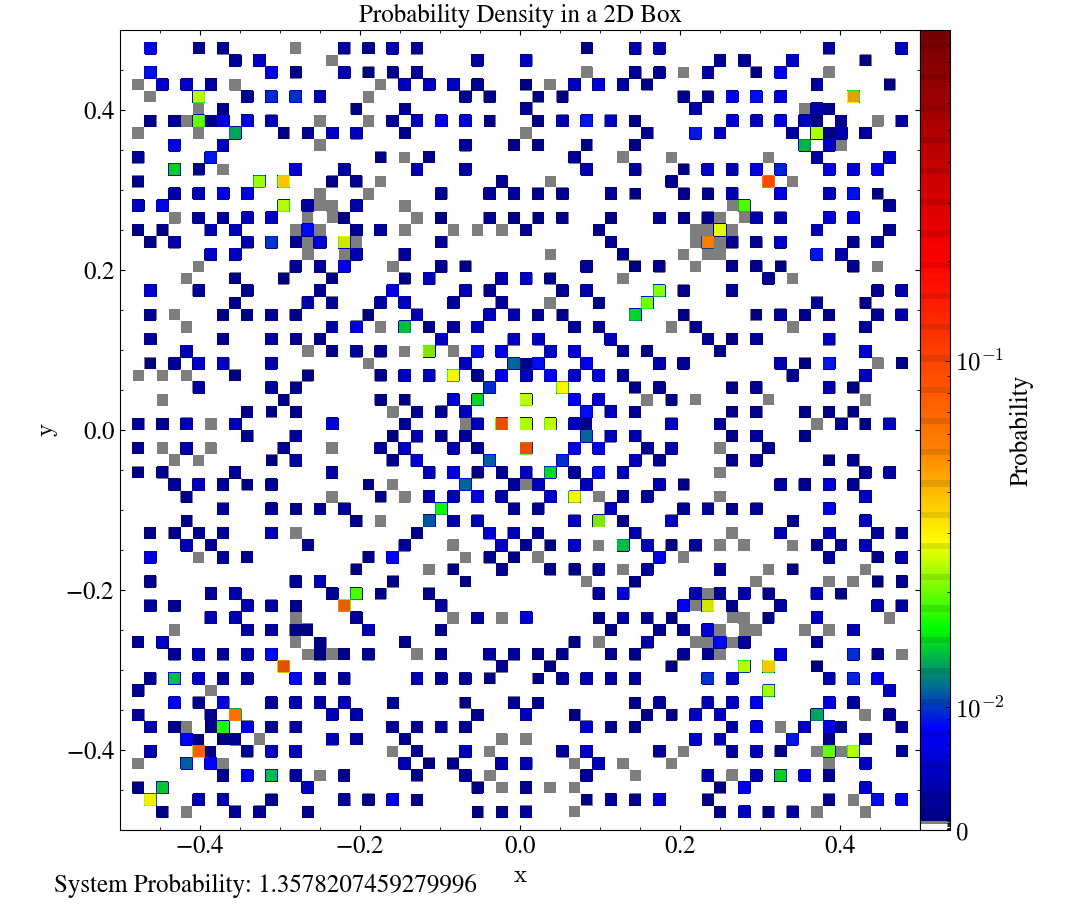 Probability Density in a 2D Box
0.4
0.2
0.0
−0.2
−0.4
y
−0.4 −0.2 0.0 0.2 0.4
x
10⁻¹
10⁻²
0
Probability
System Probability: 1.3578207459279996